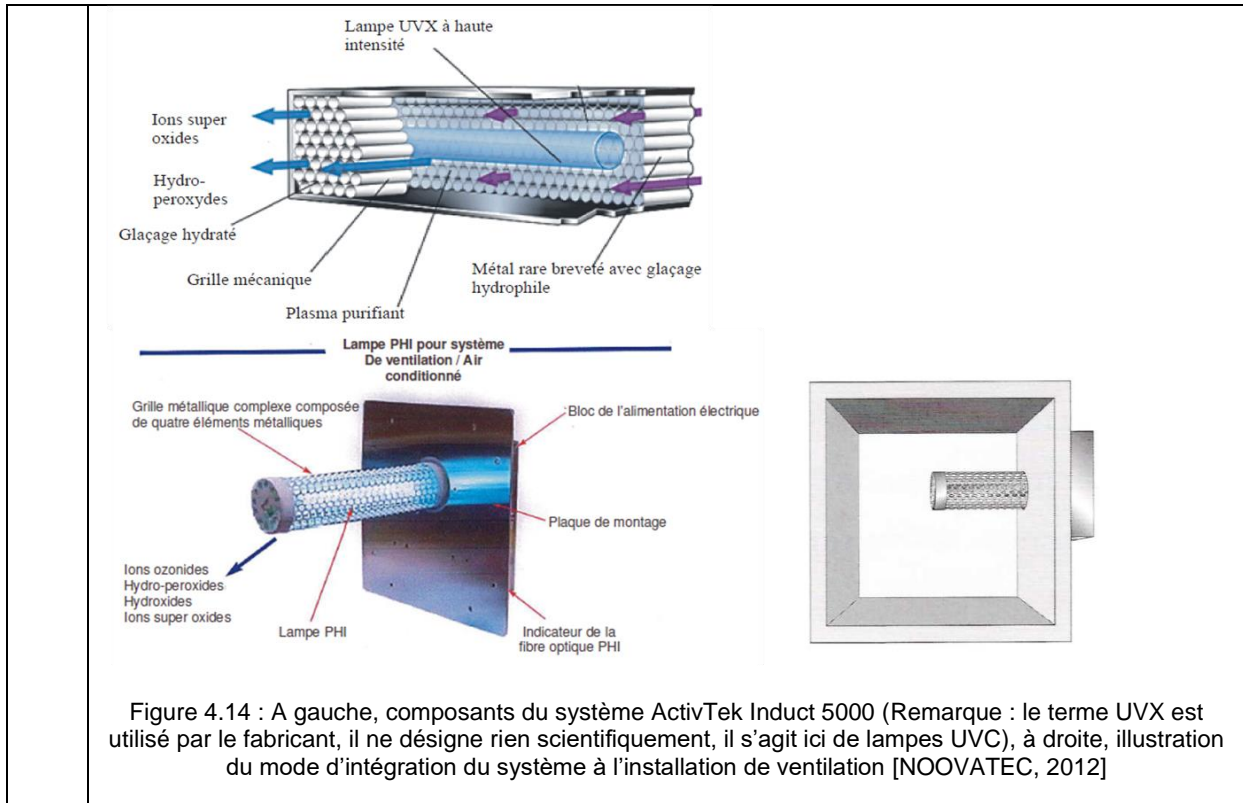 Lampe UVX à haute
intensité
Ions super
oxides
Hydro-
peroxydes
Glaçage hydraté
Grille mécanique
Plasma purifiant
Métal rare breveté avec glaçage
hydrophile
Lampe PHI pour système
De ventilation / Air
conditionné
Grille métallique complexe composée
de quatre éléments métalliques
Bloc de l'alimentation électrique
Plaque de montage
Ions ozonides
Hydro-peroxides
Hydroxides
Ions super oxides
Lampe PHI
Indicateur de la
fibre optique PHI
Figure 4.14 : A gauche, composants du système ActivTek Induct 5000 (Remarque : le terme UVX est
utilisé par le fabricant, il ne désigne rien scientifiquement, il s'agit ici de lampes UVC), à droite, illustration
du mode d'intégration du système à l'installation de ventilation [NOOVATEC, 2012]